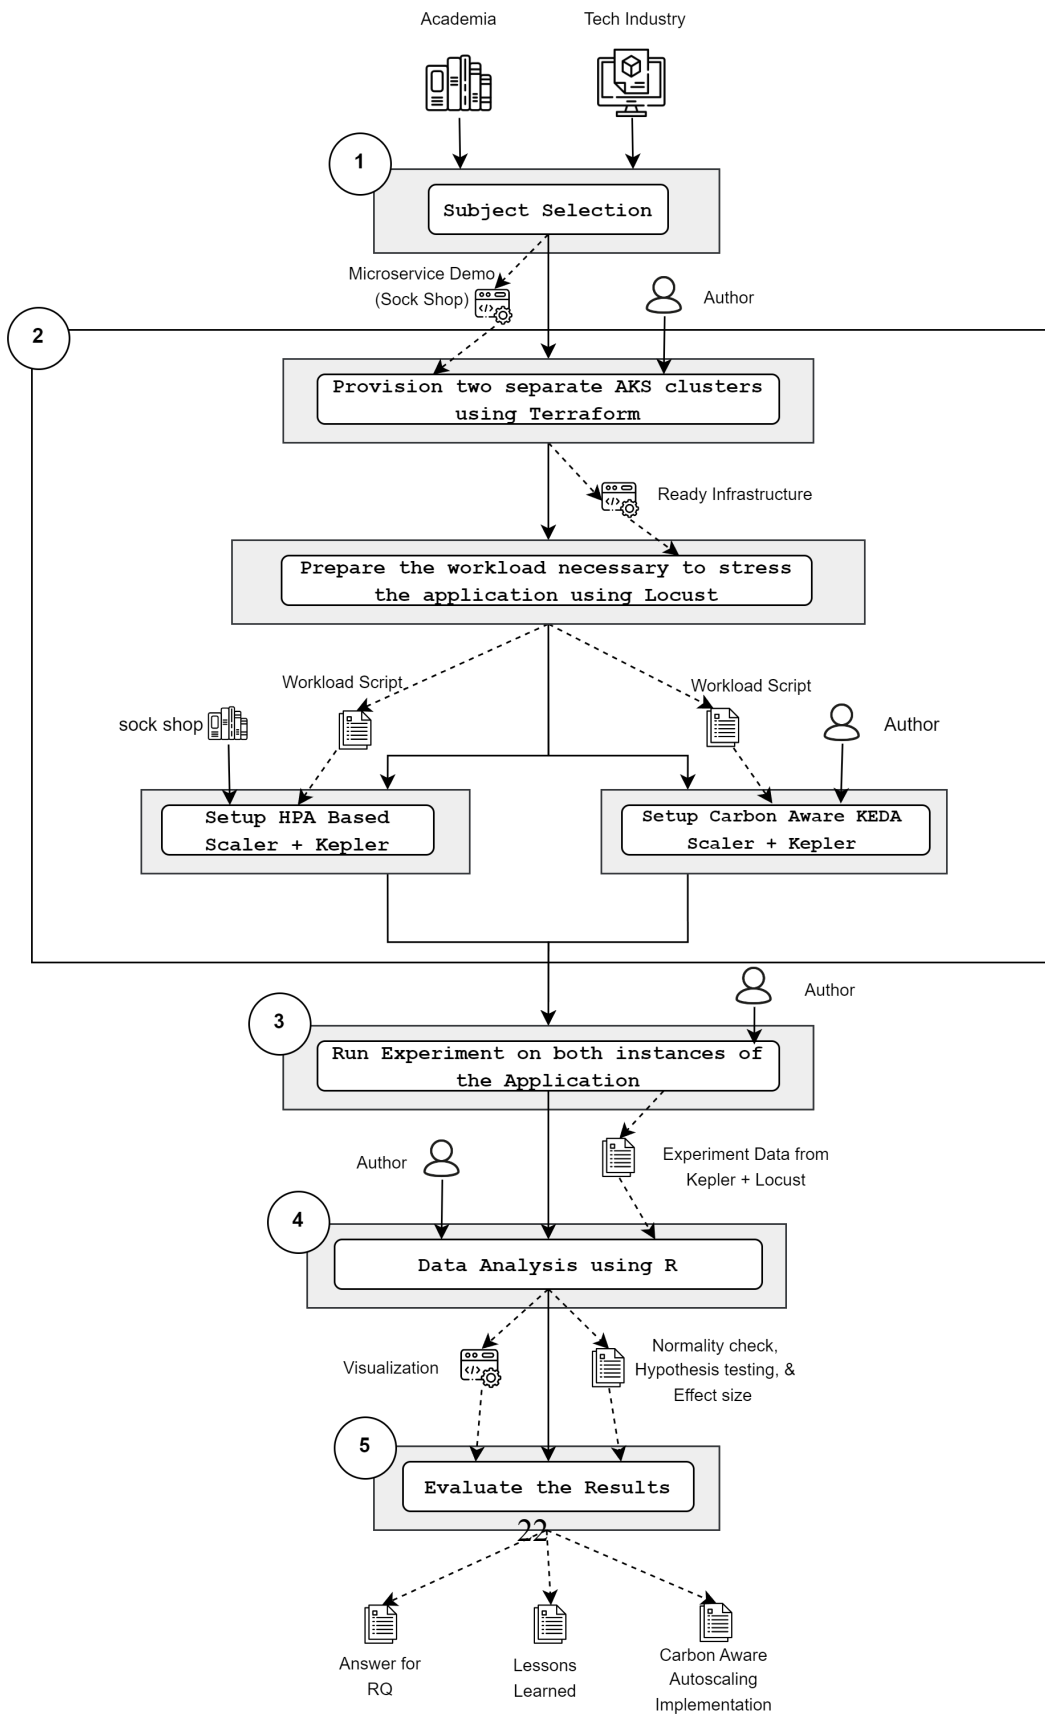 Academia
Tech Industry
1
Subject Selection
Microservice Demo
(Sock Shop)
Author
2
Provision two separate AKS clusters
using Terraform
Ready Infrastructure
Prepare the workload necessary to stress
the application using Locust
Workload Script
Workload Script
sock shop
Author
Setup HPA Based
Scaler + Kepler
Setup Carbon Aware KEDA
Scaler + Kepler
Author
3
Run Experiment on both instances of
the Application
Author
Experiment Data from
Kepler + Locust
4
Data Analysis using R
Visualization
Normality check,
Hypothesis testing, &
Effect size
5
Evaluate the Results
22
Answer for
RQ
Lessons
Learned
Carbon Aware
Autoscaling
Implementation